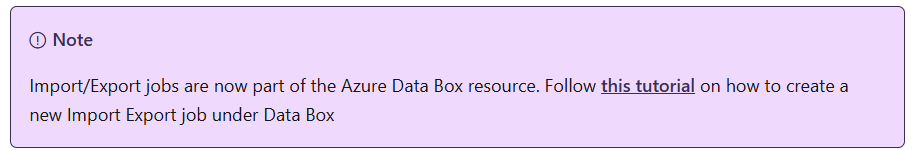 Note
Import/Export jobs are now part of the Azure Data Box resource. Follow this tutorial on how to create a
new Import Export job under Data Box